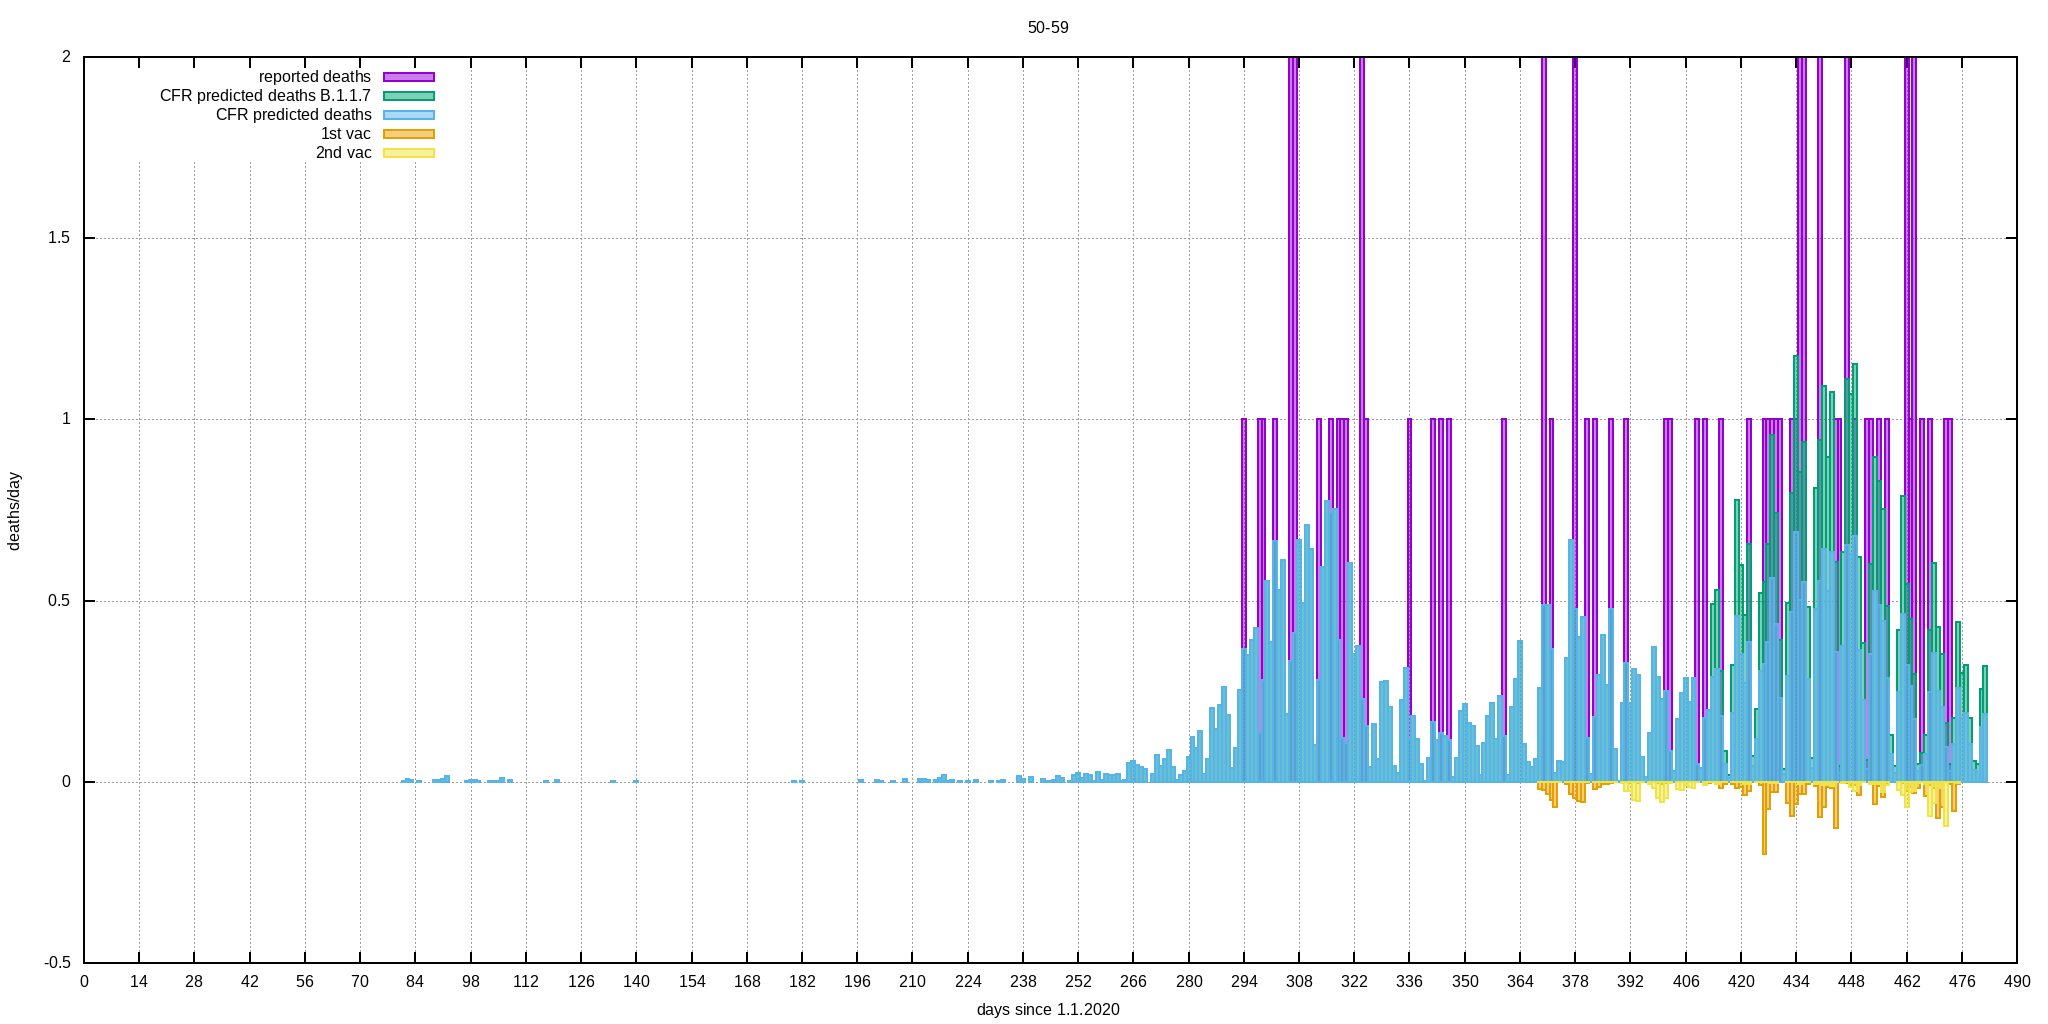 50-59
reported deaths
CFR predicted deaths B.1.1.7
CFR predicted deaths
1st vac
2nd vac
2
1.5
1
0.5
0
-0.5
deaths/day
0 14 28 42 56 70 84 98 112 126 140 154 168 182 196 210 224 238 252 266 280 294 308 322 336 350 364 378 392 406 420 434 448 462 476 490
days since 1.1.2020